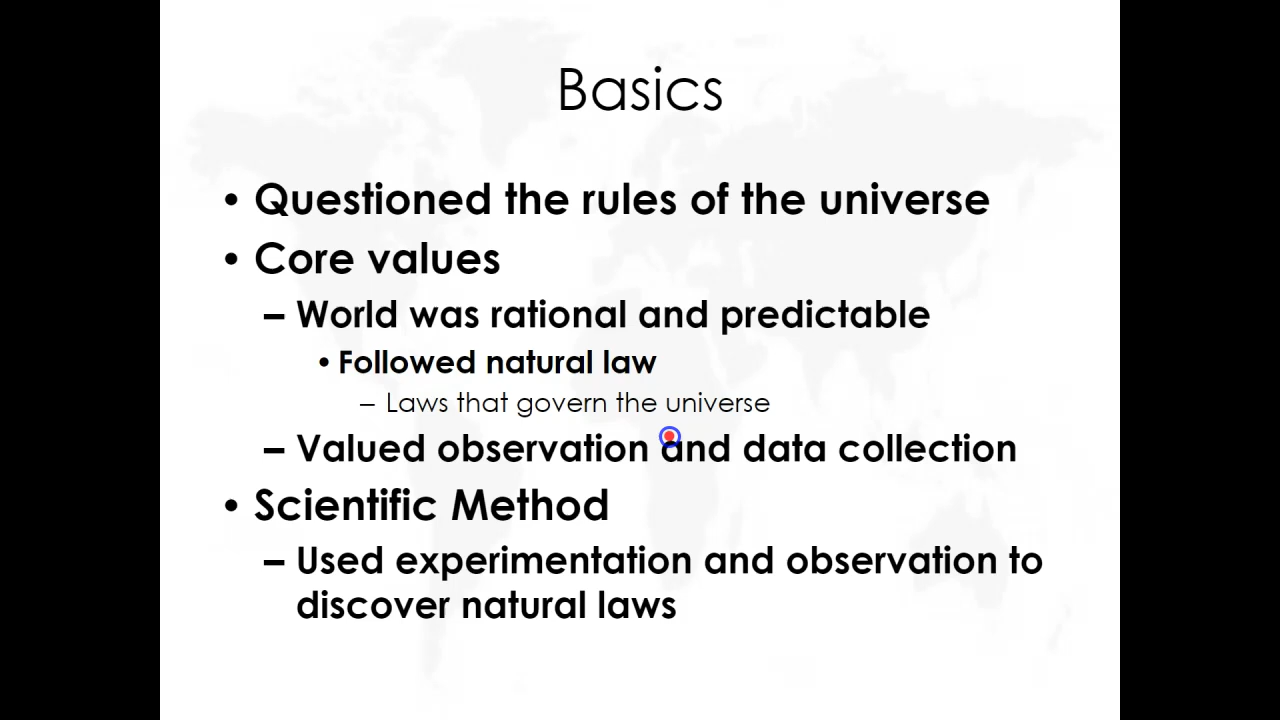 Basics
• Questioned the rules of the universe
• Core values
– World was rational and predictable
• Followed natural law
– Laws that govern the universe
– Valued observation and data collection
• Scientific Method
– Used experimentation and observation to
discover natural laws